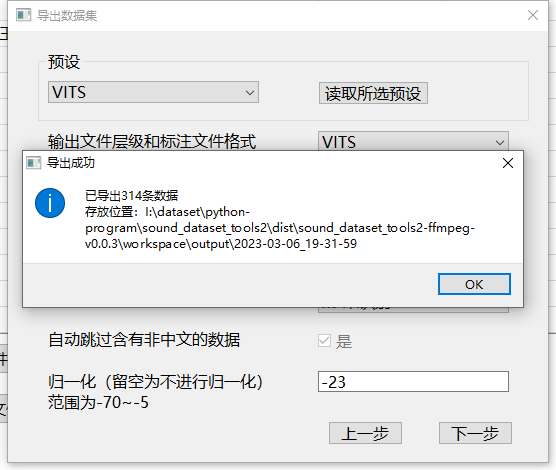 导出数据集
预设
VITS
读取所选预设
输出文件层级和标注文件格式
VITS
导出成功
已导出314条数据
存放位置：I:\dataset\python-
program\sound_dataset_tools2\dist\sound_dataset_tools2-ffmpeg-
v0.0.3\workspace\output\2023-03-06_19-31-59
OK
自动跳过含有非中文的数据
是
归一化（留空为不进行归一化）
范围为-70~-5
-23
上一步
下一步